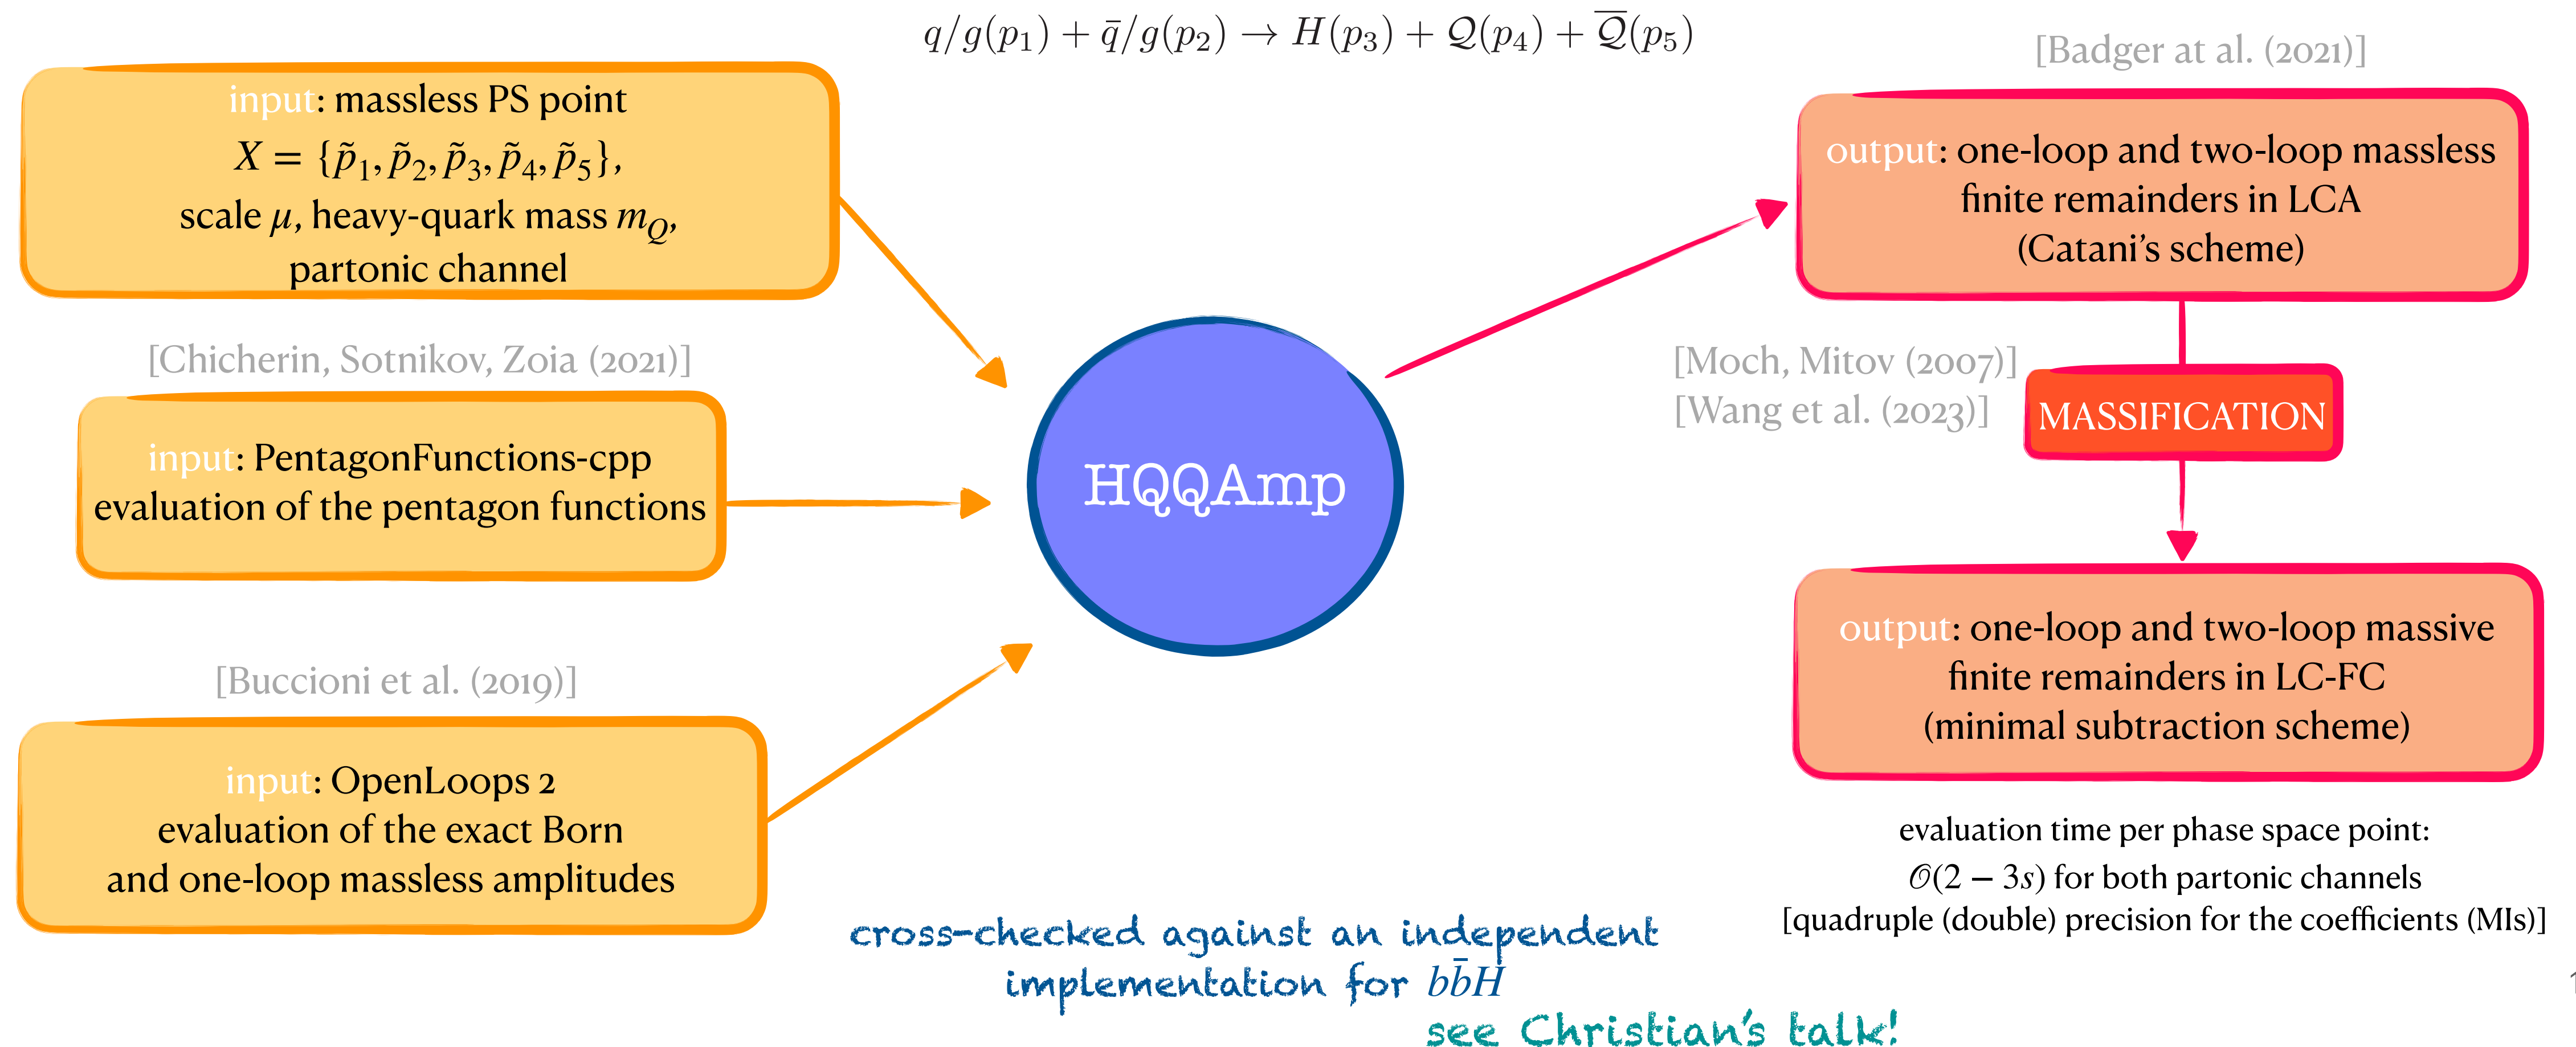 q/g(p₁) + q̄/g(p₂) → H(p₃) + 𝒬(p₄) + 𝒬̅(p₅)
input: massless PS point
X = {p̃₁, p̃₂, p̃₃, p̃₄, p̃₅},
scale μ, heavy-quark mass m_Q,
partonic channel
[Chicherin, Sotnikov, Zoia (2021)]
input: PentagonFunctions-cpp
evaluation of the pentagon functions
[Buccioni et al. (2019)]
input: OpenLoops 2
evaluation of the exact Born
and one-loop massless amplitudes
HQQAmp
[Badger at al. (2021)]
output: one-loop and two-loop massless
finite remainders in LCA
(Catani’s scheme)
[Moch, Mitov (2007)]
[Wang et al. (2023)]
MASSIFICATION
output: one-loop and two-loop massive
finite remainders in LC-FC
(minimal subtraction scheme)
evaluation time per phase space point:
𝒪(2 − 3s) for both partonic channels
[quadruple (double) precision for the coefficients (MIs)]
cross-checked against an independent
implementation for bb̄H
see Christian’s talk!